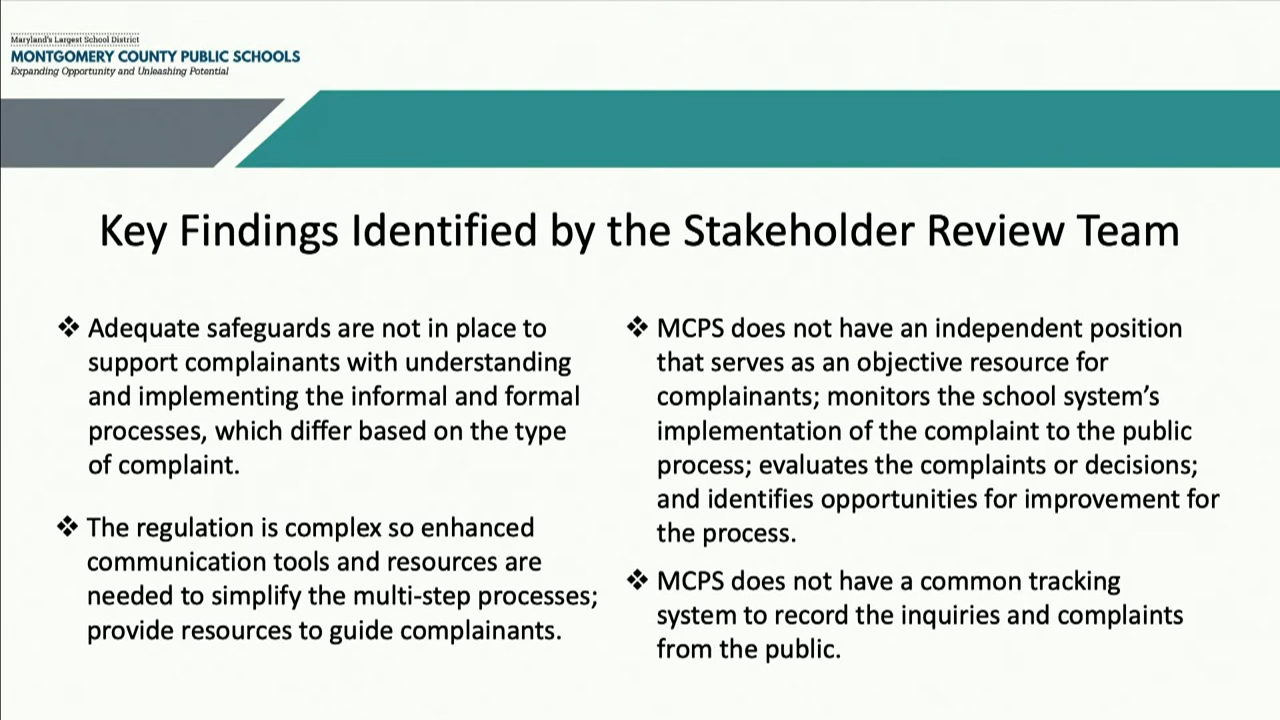 Maryland's Largest School District
MONTGOMERY COUNTY PUBLIC SCHOOLS
Expanding Opportunity and Unleashing Potential
Key Findings Identified by the Stakeholder Review Team
❖ Adequate safeguards are not in place to
support complainants with understanding
and implementing the informal and formal
processes, which differ based on the type
of complaint.
❖ The regulation is complex so enhanced
communication tools and resources are
needed to simplify the multi-step processes;
provide resources to guide complainants.
❖ MCPS does not have an independent position
that serves as an objective resource for
complainants; monitors the school system's
implementation of the complaint to the public
process; evaluates the complaints or decisions;
and identifies opportunities for improvement for
the process.
❖ MCPS does not have a common tracking
system to record the inquiries and complaints
from the public.